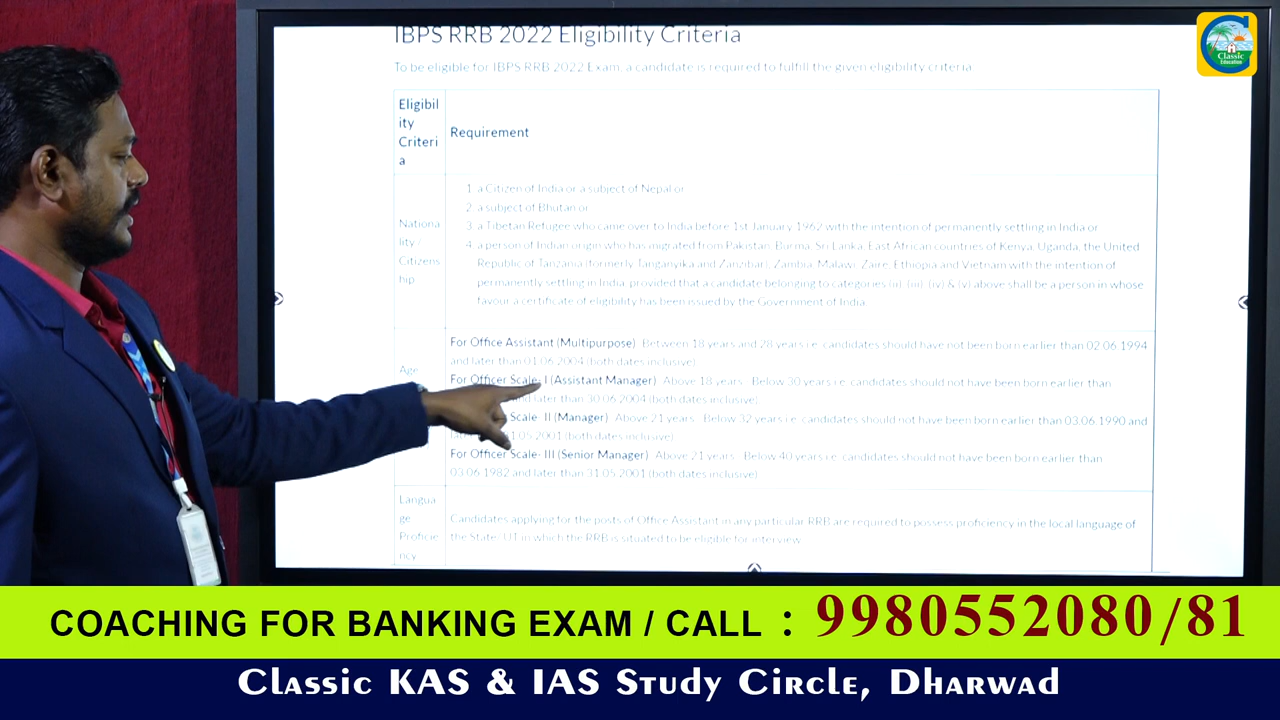 IBPS RRB 2022 Eligibility Criteria
To be eligible for IBPS RRB 2022 Exam, a candidate is required to fulfill the given eligibility criteria
Eligibil
ity
Criteri
a
Requirement
Nationa
lity /
Citizens
hip
1. a Citizen of India or a subject of Nepal or
2. a subject of Bhutan or
3. a Tibetan Refugee who came over to India before 1st January 1962 with the intention of permanently settling in India or
4. a person of Indian origin who has migrated from Pakistan, Burma, Sri Lanka, East African countries of Kenya, Uganda, the United
Republic of Tanzania (formerly Tanganyika and Zanzibar), Zambia, Malawi, Zaire, Ethiopia and Vietnam with the intention of
permanently settling in India, provided that a candidate belonging to categories (ii), (iii), (iv) & (v) above shall be a person in whose
favour a certificate of eligibility has been issued by the Government of India
Age
For Office Assistant (Multipurpose) Between 18 years and 28 years i.e. candidates should have not been born earlier than 02.06.1994
and later than 01.06.2004 (both dates inclusive)
For Officer Scale- I (Assistant Manager) Above 18 years - Below 30 years i.e. candidates should not have been born earlier than
and later than 30.06.2004 (both dates inclusive)
Scale- II (Manager) Above 21 years - Below 32 years i.e. candidates should not have been born earlier than 03.06.1990 and
1.05.2001 (both dates inclusive)
For Officer Scale- III (Senior Manager) Above 21 years - Below 40 years i.e. candidates should not have been born earlier than
03.06.1982 and later than 31.05.2001 (both dates inclusive)
Langua
ge
Proficie
ncy
Candidates applying for the posts of Office Assistant in any particular RRB are required to possess proficiency in the local language of
the State/ UT in which the RRB is situated to be eligible for interview
Classic
Education
COACHING FOR BANKING EXAM / CALL : 9980552080/81
Classic KAS & IAS Study Circle, Dharwad